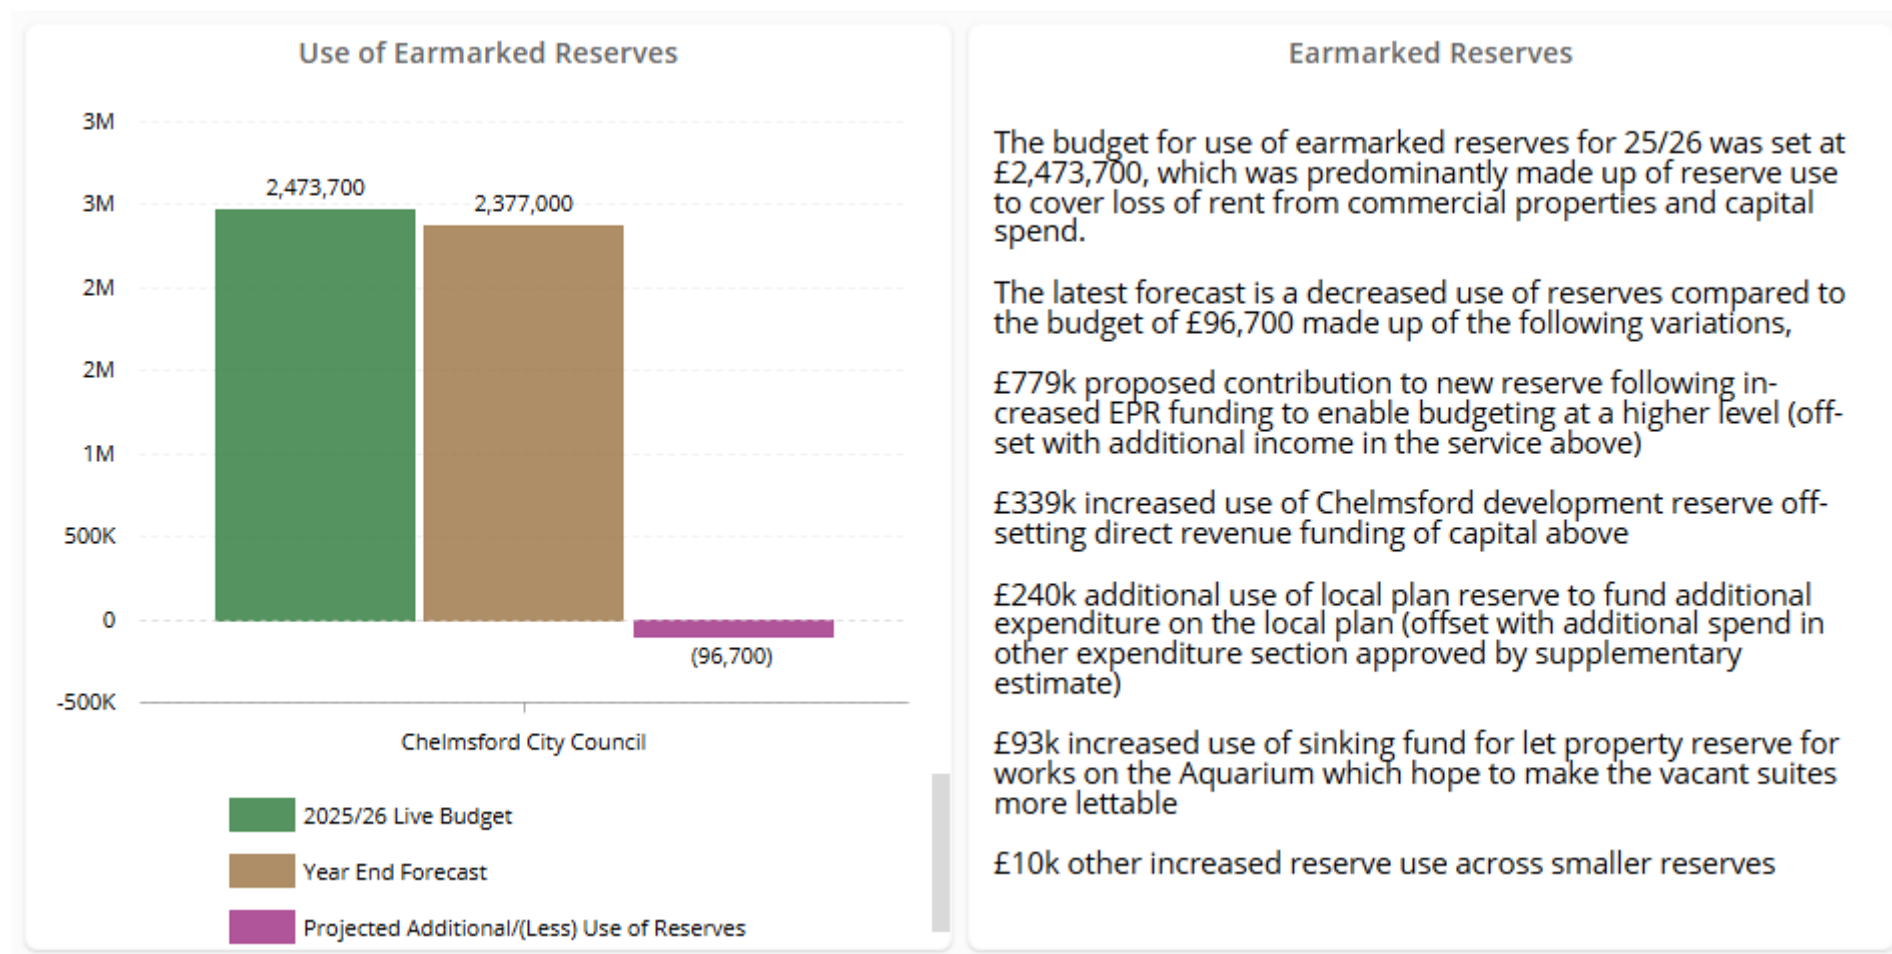 Use of Earmarked Reserves
3M
3M
2M
2M
1M
500K
0
-500K
2,473,700
2,377,000
(96,700)
Chelmsford City Council
2025/26 Live Budget
Year End Forecast
Projected Additional/(Less) Use of Reserves
Earmarked Reserves
The budget for use of earmarked reserves for 25/26 was set at
£2,473,700, which was predominantly made up of reserve use
to cover loss of rent from commercial properties and capital
spend.
The latest forecast is a decreased use of reserves compared to
the budget of £96,700 made up of the following variations,
£779k proposed contribution to new reserve following in-
creased EPR funding to enable budgeting at a higher level (off-
set with additional income in the service above)
£339k increased use of Chelmsford development reserve off-
setting direct revenue funding of capital above
£240k additional use of local plan reserve to fund additional
expenditure on the local plan (offset with additional spend in
other expenditure section approved by supplementary
estimate)
£93k increased use of sinking fund for let property reserve for
works on the Aquarium which hope to make the vacant suites
more lettable
£10k other increased reserve use across smaller reserves